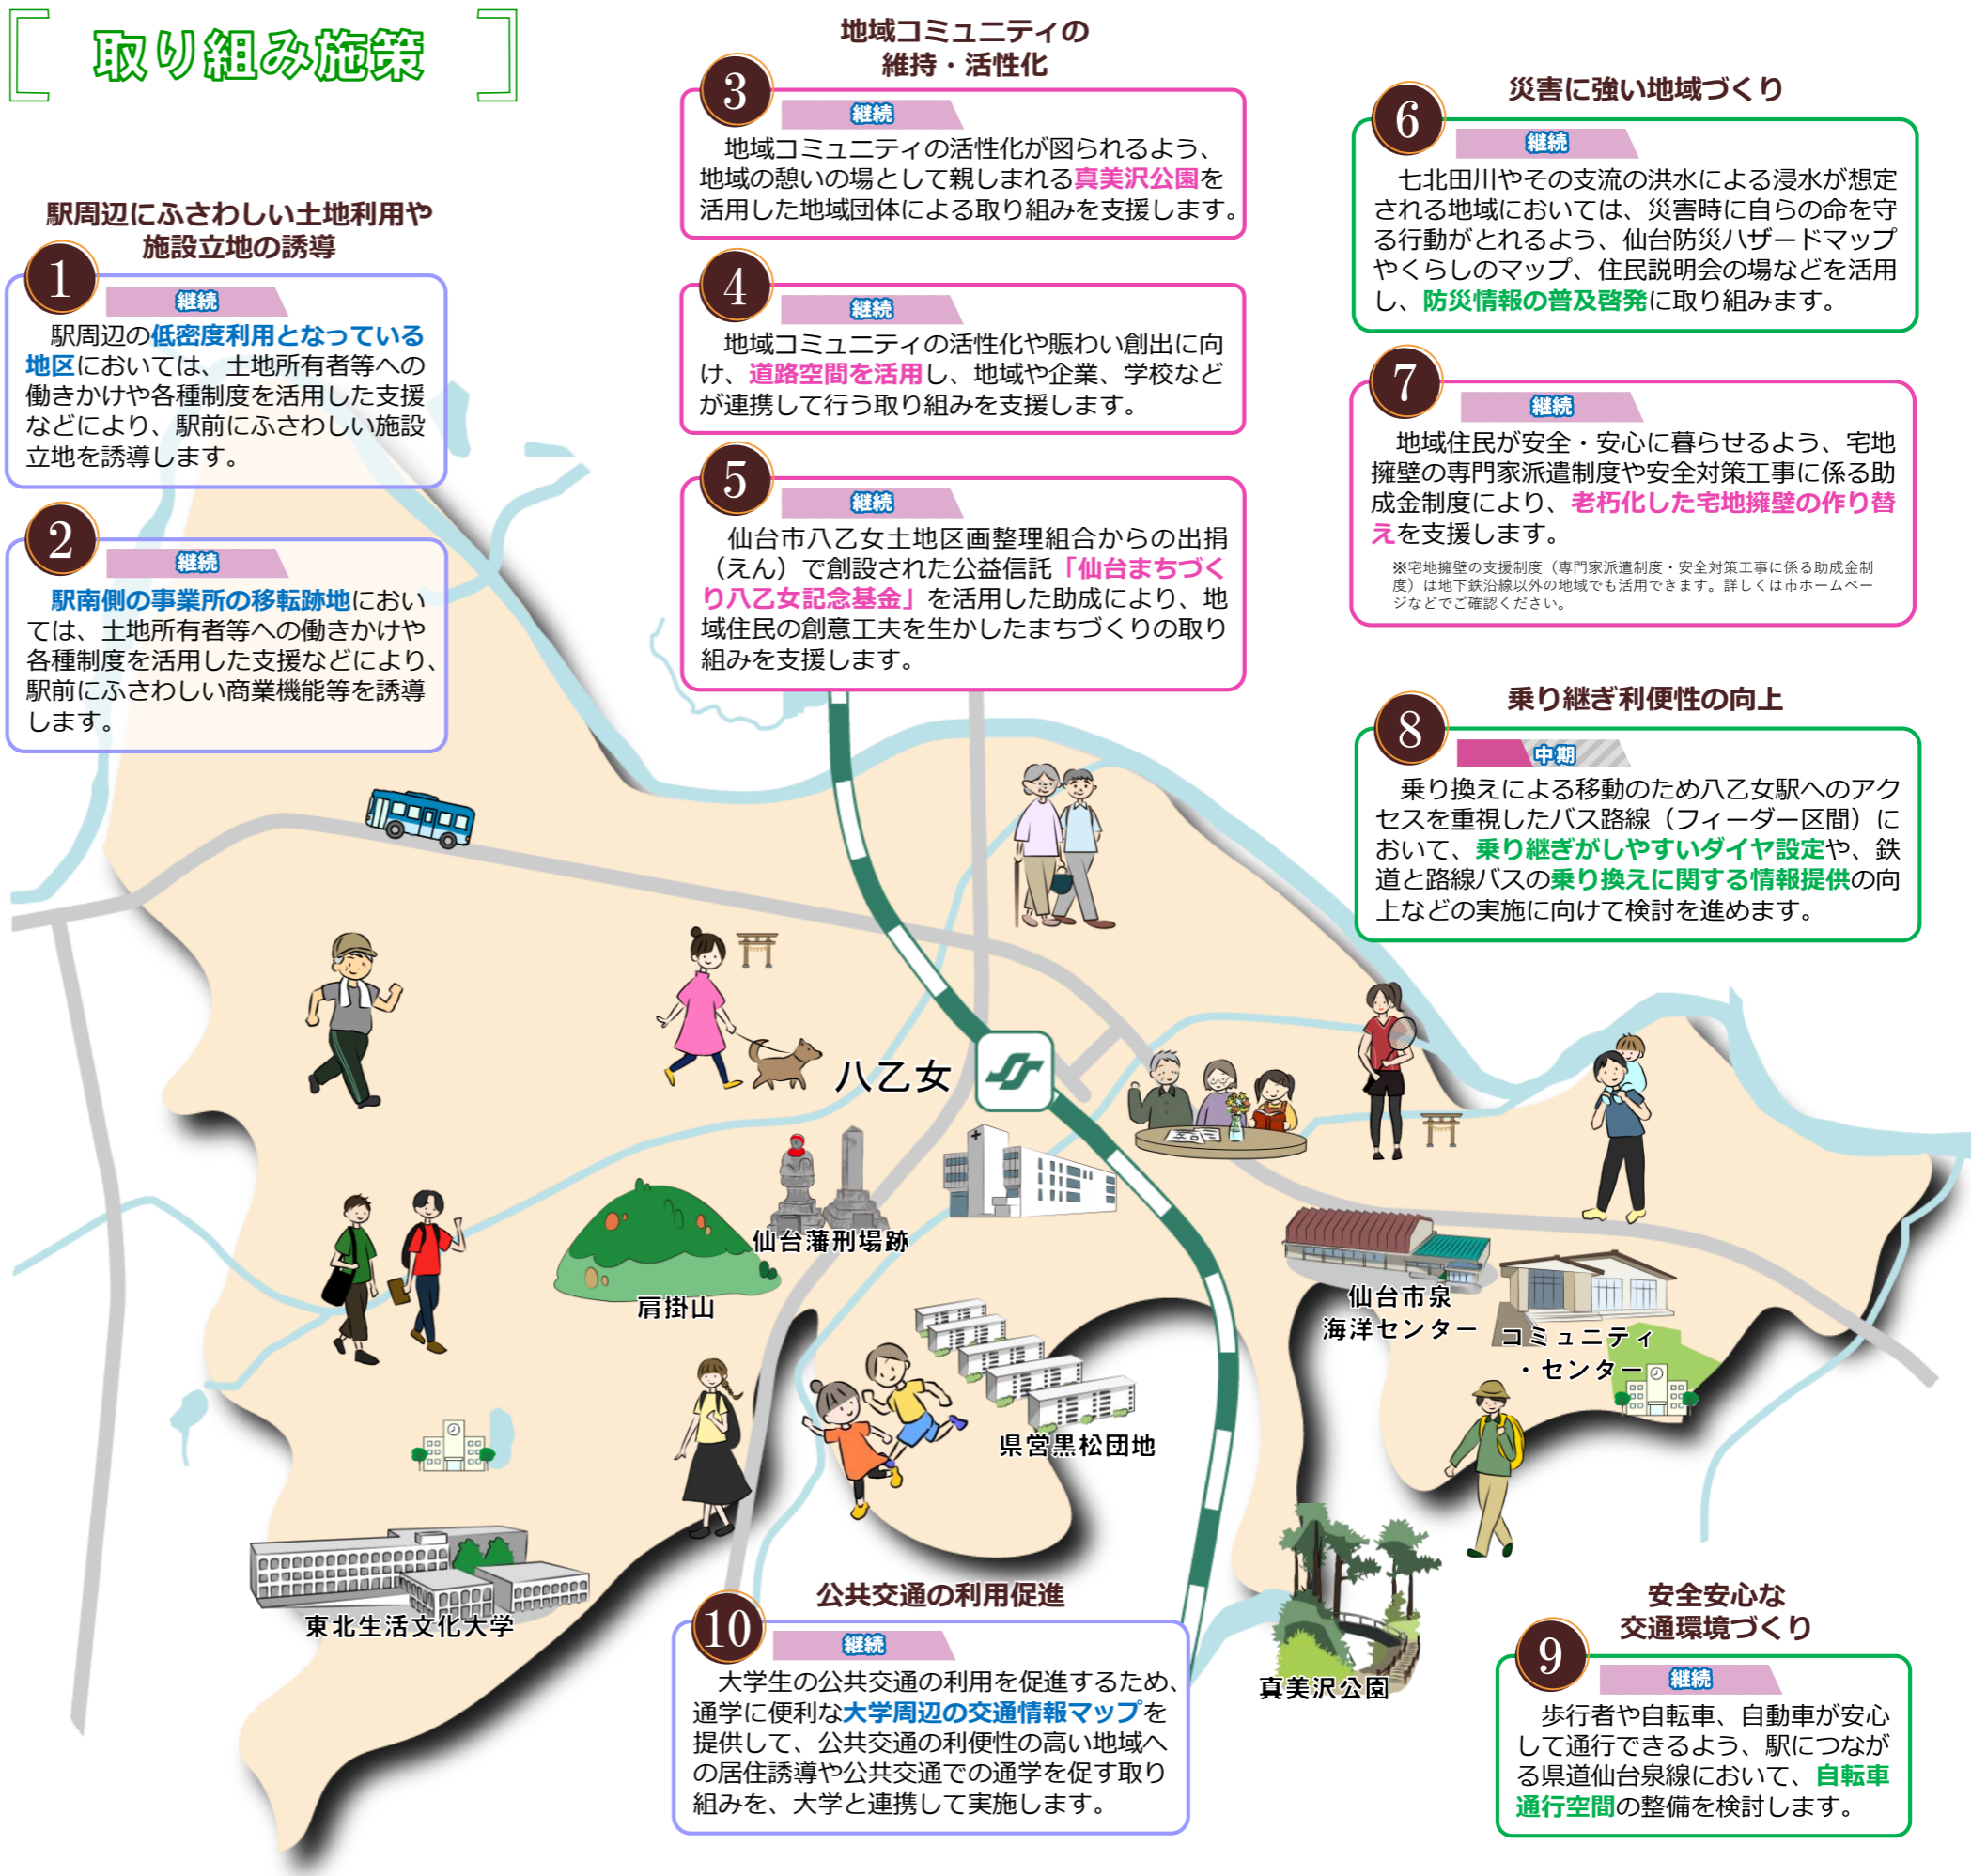 取り組み施策
駅周辺にふさわしい土地利用や
施設立地の誘導
1
継続
駅周辺の低密度利用となっている
地区においては、土地所有者等への
働きかけや各種制度を活用した支援
などにより、駅前にふさわしい施設
立地を誘導します。
2
継続
駅南側の事業所の移転跡地におい
ては、土地所有者等への働きかけや
各種制度を活用した支援などにより、
駅前にふさわしい商業機能等を誘導
します。
地域コミュニティの
維持・活性化
3
継続
地域コミュニティの活性化が図られるよう、
地域の憩いの場として親しまれる真美沢公園を
活用した地域団体による取り組みを支援します。
4
継続
地域コミュニティの活性化や賑わい創出に向
け、道路空間を活用し、地域や企業、学校など
が連携して行う取り組みを支援します。
5
継続
仙台市八乙女土地区画整理組合からの出捐
（えん）で創設された公益信託「仙台まちづく
り八乙女記念基金」を活用した助成により、地
域住民の創意工夫を生かしたまちづくりの取り
組みを支援します。
災害に強い地域づくり
6
継続
七北田川やその支流の洪水による浸水が想定
される地域においては、災害時に自らの命を守
る行動がとれるよう、仙台防災ハザードマップ
やくらしのマップ、住民説明会の場などを活用
し、防災情報の普及啓発に取り組みます。
7
継続
地域住民が安全・安心に暮らせるよう、宅地
擁壁の専門家派遣制度や安全対策工事に係る助
成金制度により、老朽化した宅地擁壁の作り替
えを支援します。
※宅地擁壁の支援制度（専門家派遣制度・安全対策工事に係る助成金制
度）は地下鉄沿線以外の地域でも活用できます。詳しくは市ホームペー
ジなどでご確認ください。
乗り継ぎ利便性の向上
8
中期
乗り換えによる移動のため八乙女駅へのアク
セスを重視したバス路線（フィーダー区間）に
おいて、乗り継ぎがしやすいダイヤ設定や、鉄
道と路線バスの乗り換えに関する情報提供の向
上などの実施に向けて検討を進めます。
八乙女
仙台藩刑場跡
肩掛山
仙台市泉
海洋センター
コミュニティ
・センター
県営黒松団地
東北生活文化大学
真美沢公園
安全安心な
交通環境づくり
9
継続
歩行者や自転車、自動車が安心
して通行できるよう、駅につなが
る県道仙台泉線において、自転車
通行空間の整備を検討します。
公共交通の利用促進
10
継続
大学生の公共交通の利用を促進するため、
通学に便利な大学周辺の交通情報マップを
提供して、公共交通の利便性の高い地域へ
の居住誘導や公共交通での通学を促す取り
組みを、大学と連携して実施します。